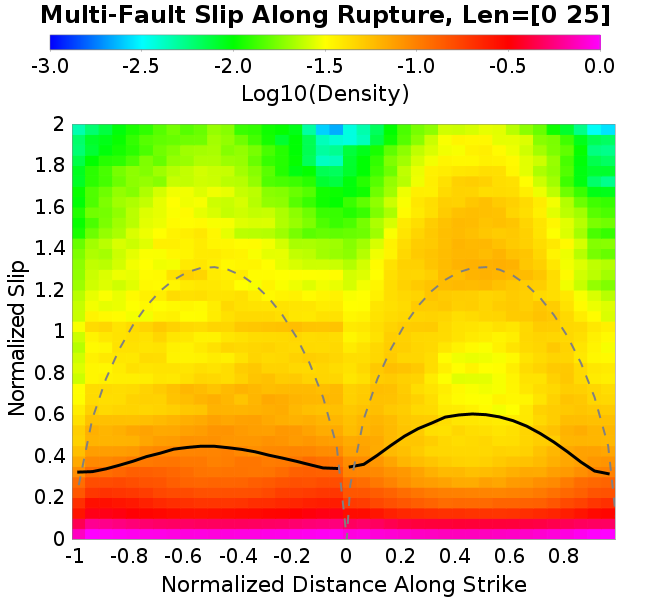 Multi-Fault Slip Along Rupture, Len=[0 25]
-3.0 -2.5 -2.0 -1.5 -1.0 -0.5 0.0
Log10(Density)
2
1.8
1.6
1.4
1.2
1
0.8
0.6
0.4
0.2
0
Normalized Slip
-1 -0.8 -0.6 -0.4 -0.2 0 0.2 0.4 0.6 0.8
Normalized Distance Along Strike